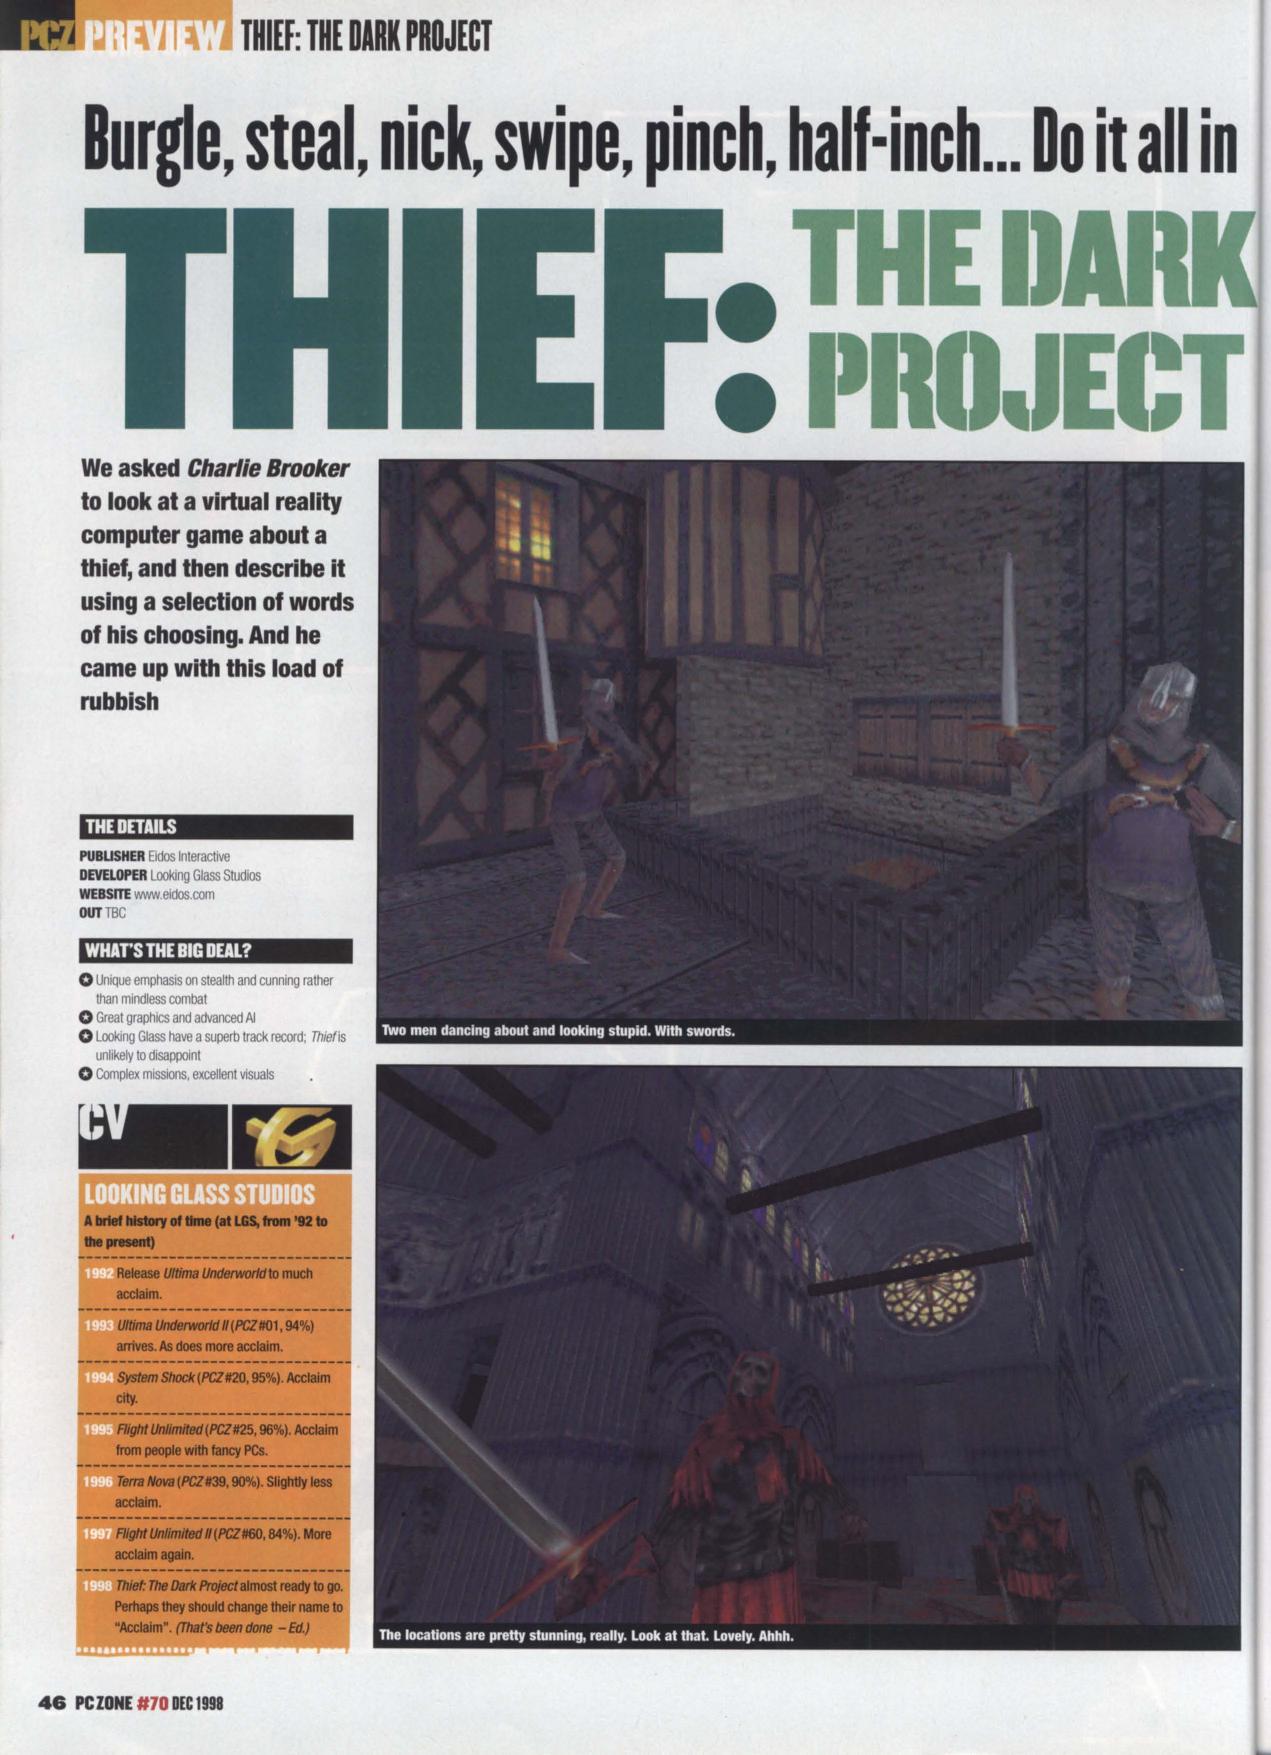 PCZ PREVIEW THIEF: THE DARK PROJECT
Burgle, steal, nick, swipe, pinch, half-inch... Do it all in
THIEF: THE DARK
PROJECT
We asked Charlie Brooker
to look at a virtual reality
computer game about a
thief, and then describe it
using a selection of words
of his choosing. And he
came up with this load of
rubbish
THE DETAILS
PUBLISHER Eidos Interactive
DEVELOPER Looking Glass Studios
WEBSITE www.eidos.com
OUT TBC
WHAT'S THE BIG DEAL?
Unique emphasis on stealth and cunning rather
than mindless combat
Great graphics and advanced AI
Looking Glass have a superb track record; Thief is
unlikely to disappoint
Complex missions, excellent visuals
CV
LOOKING GLASS STUDIOS
A brief history of time (at LGS, from '92 to
the present)
1992 Release Ultima Underworld to much
acclaim.
1993 Ultima Underworld II (PCZ #01, 94%)
arrives. As does more acclaim.
1994 System Shock (PCZ #20, 95%). Acclaim
city.
1995 Flight Unlimited (PCZ #25, 96%). Acclaim
from people with fancy PCs.
1996 Terra Nova (PCZ #39, 90%). Slightly less
acclaim.
1997 Flight Unlimited II (PCZ #60, 84%). More
acclaim again.
1998 Thief: The Dark Project almost ready to go.
Perhaps they should change their name to
"Acclaim". (That's been done – Ed.)
Two men dancing about and looking stupid. With swords.
The locations are pretty stunning, really. Look at that. Lovely. Ahhh.
46 PC ZONE #70 DEC 1998